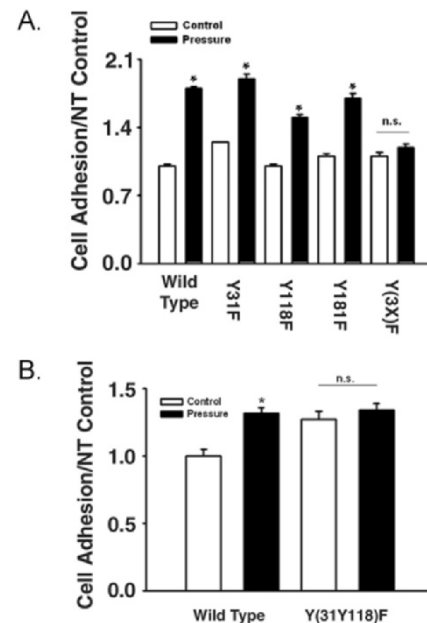 A.
Control
Pressure
Cell Adhesion/NT Control
2.1
1.4
0.7
0.0
* * * * n.s.
Wild Type
Y31F
Y118F
Y181F
Y(3X)F
B.
Control
Pressure
Cell Adhesion/NT Control
1.5
1.0
0.5
0.0
* n.s.
Wild Type Y(31Y118)F